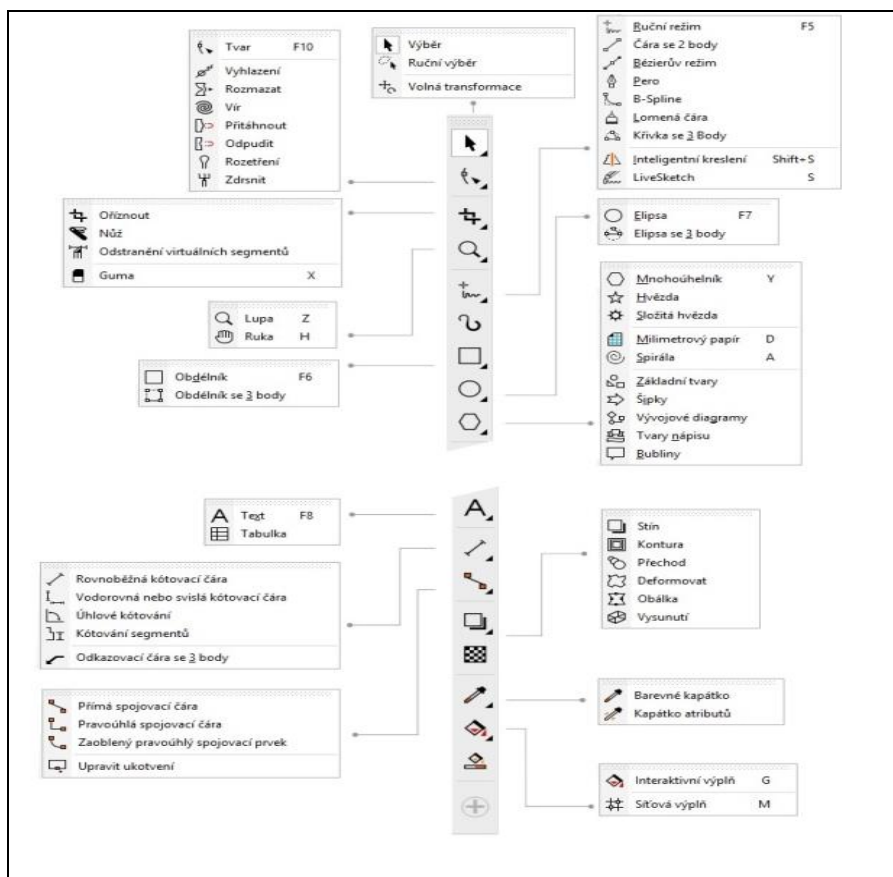 Tvar F10
Vyhlazení
Rozmazat
Vír
Přitáhnout
Odpudit
Rozetření
Zdrsnit
Výběr
Ruční výběr
Volná transformace
Ruční režim F5
Čára se 2 body
Bézierův režim
Pero
B-Spline
Lomená čára
Křivka se 3 Body
Inteligentní kreslení Shift+S
LiveSketch S
Oříznout
Nůž
Odstranění virtuálních segmentů
Guma X
Elipsa F7
Elipsa se 3 body
Lupa Z
Ruka H
Mnohoúhelník Y
Hvězda
Složitá hvězda
Milimetrový papír D
Spirála A
Základní tvary
Šipky
Vývojové diagramy
Tvary nápisu
Bubliny
Obdélník F6
Obdélník se 3 body
Text F8
Tabulka
Stín
Kontura
Přechod
Deformovat
Obálka
Vysunutí
Rovnoběžná kótovací čára
Vodorovná nebo svislá kótovací čára
Úhlové kótování
Kótování segmentů
Odkazovací čára se 3 body
Barevné kapátko
Kapátko atributů
Přímá spojovací čára
Pravoúhlá spojovací čára
Zaoblený pravoúhlý spojovací prvek
Upravit ukotvení
Interaktivní výplň G
Síťová výplň M